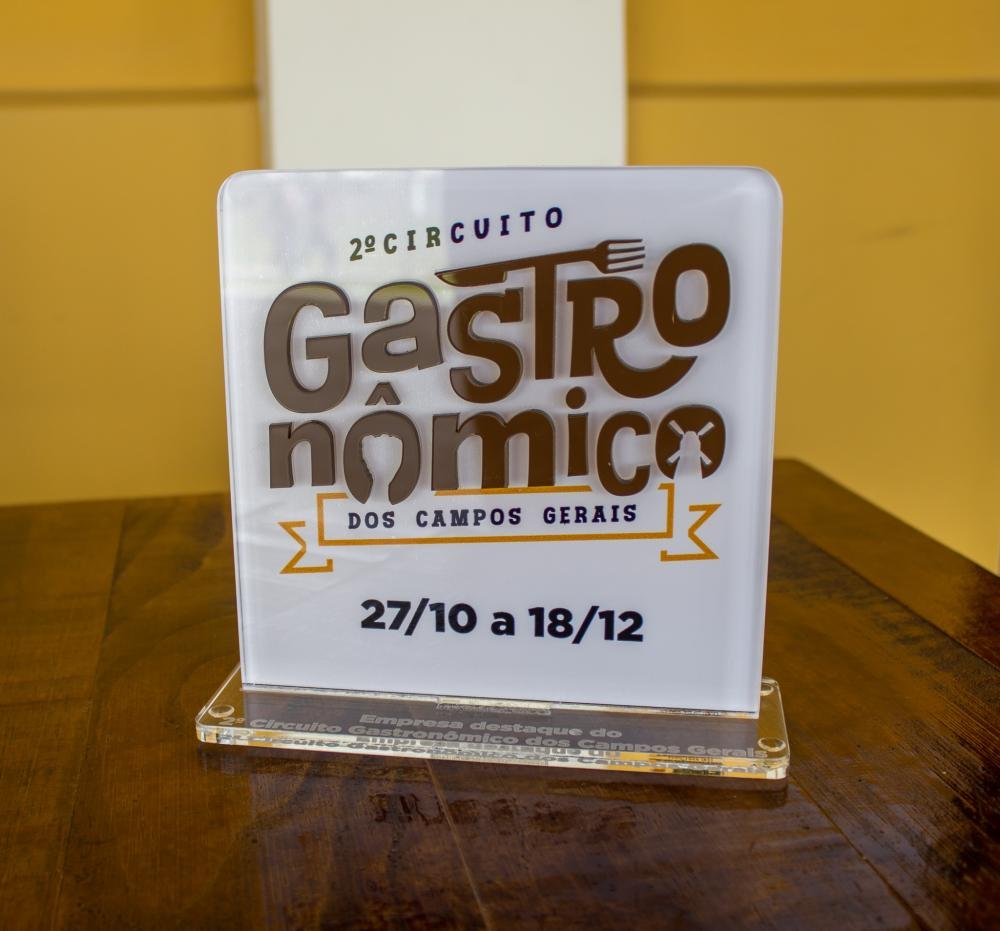 2º CIRCUITO
GaSTRO
nômico
DOS CAMPOS GERAIS
27/10 a 18/12
Empresa destaque do
2º Circuito Gastronômico dos Campos Gerais